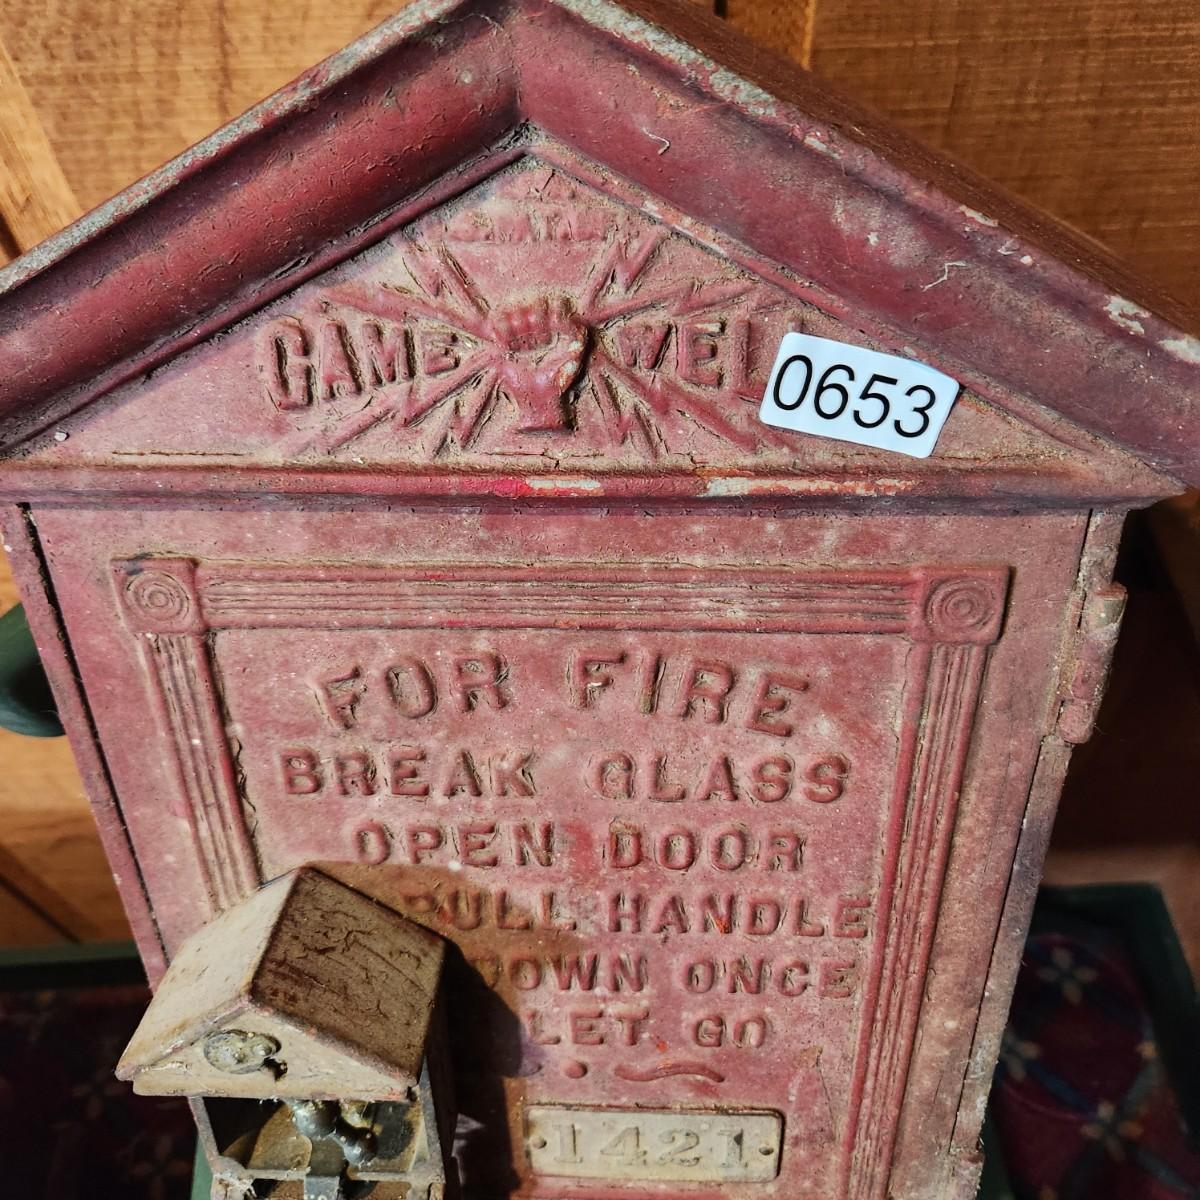 GAME WELL
0653
FOR FIRE
BREAK GLASS
OPEN DOOR
PULL HANDLE
DOWN ONCE
LET GO
1421